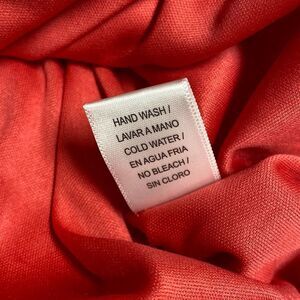 HAND WASH /
LAVAR A MANO
COLD WATER /
EN AGUA FRIA
NO BLEACH /
SIN CLORO